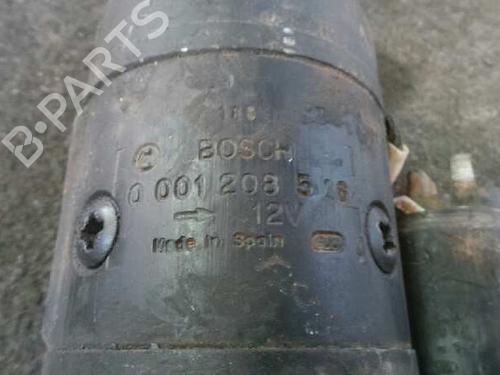 B-PARTS
BOSCH
0 001 208 5
12V
Made in Spain